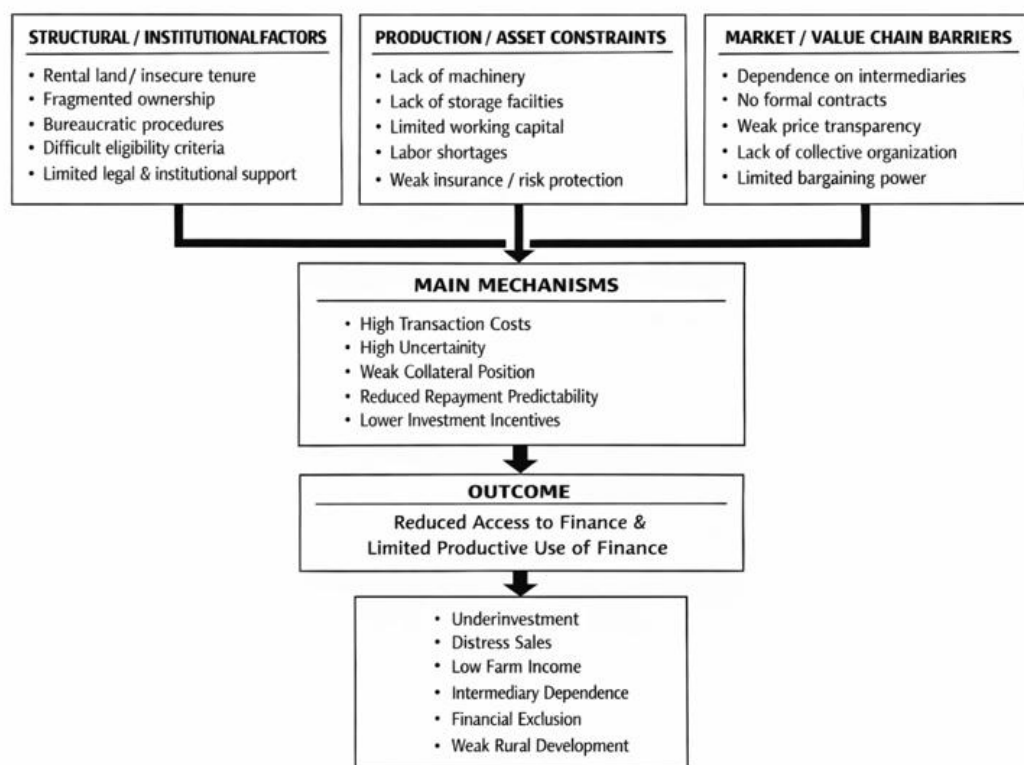 STRUCTURAL / INSTITUTIONAL FACTORS
• Rental land / insecure tenure
• Fragmented ownership
• Bureaucratic procedures
• Difficult eligibility criteria
• Limited legal & institutional support
PRODUCTION / ASSET CONSTRAINTS
• Lack of machinery
• Lack of storage facilties
• Limited working capital
• Labor shortages
• Weak insurance / risk protection
MARKET / VALUE CHAIN BARRIERS
• Dependence on intermediaries
• No formal contracts
• Weak price transparency
• Lack of collective organization
• Limited bargaining power
MAIN MECHANISMS
• High Transaction Costs
• High Uncertainity
• Weak Collateral Position
• Reduced Repayment Predictability
• Lower Investment Incentives
OUTCOME
Reduced Access to Finance &
Limited Productive Use of Finance
• Underinvestment
• Distress Sales
• Low Farm Income
• Intermediary Dependence
• Financial Exclusion
• Weak Rural Development